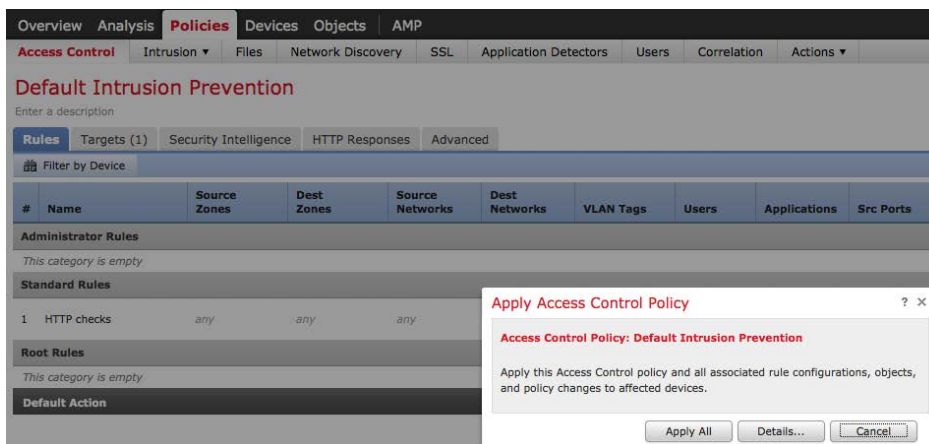 Overview Analysis Policies Devices Objects AMP
Access Control Intrusion ▼ Files Network Discovery SSL Application Detectors Users Correlation Actions ▼
Default Intrusion Prevention
Enter a description
Rules Targets (1) Security Intelligence HTTP Responses Advanced
Filter by Device
# Name Source Zones Dest Zones Source Networks Dest Networks VLAN Tags Users Applications Src Ports
Administrator Rules
This category is empty
Standard Rules
1 HTTP checks any any any
Root Rules
This category is empty
Default Action
Apply Access Control Policy ? ×
Access Control Policy: Default Intrusion Prevention
Apply this Access Control policy and all associated rule configurations, objects,
and policy changes to affected devices.
Apply All Details... Cancel